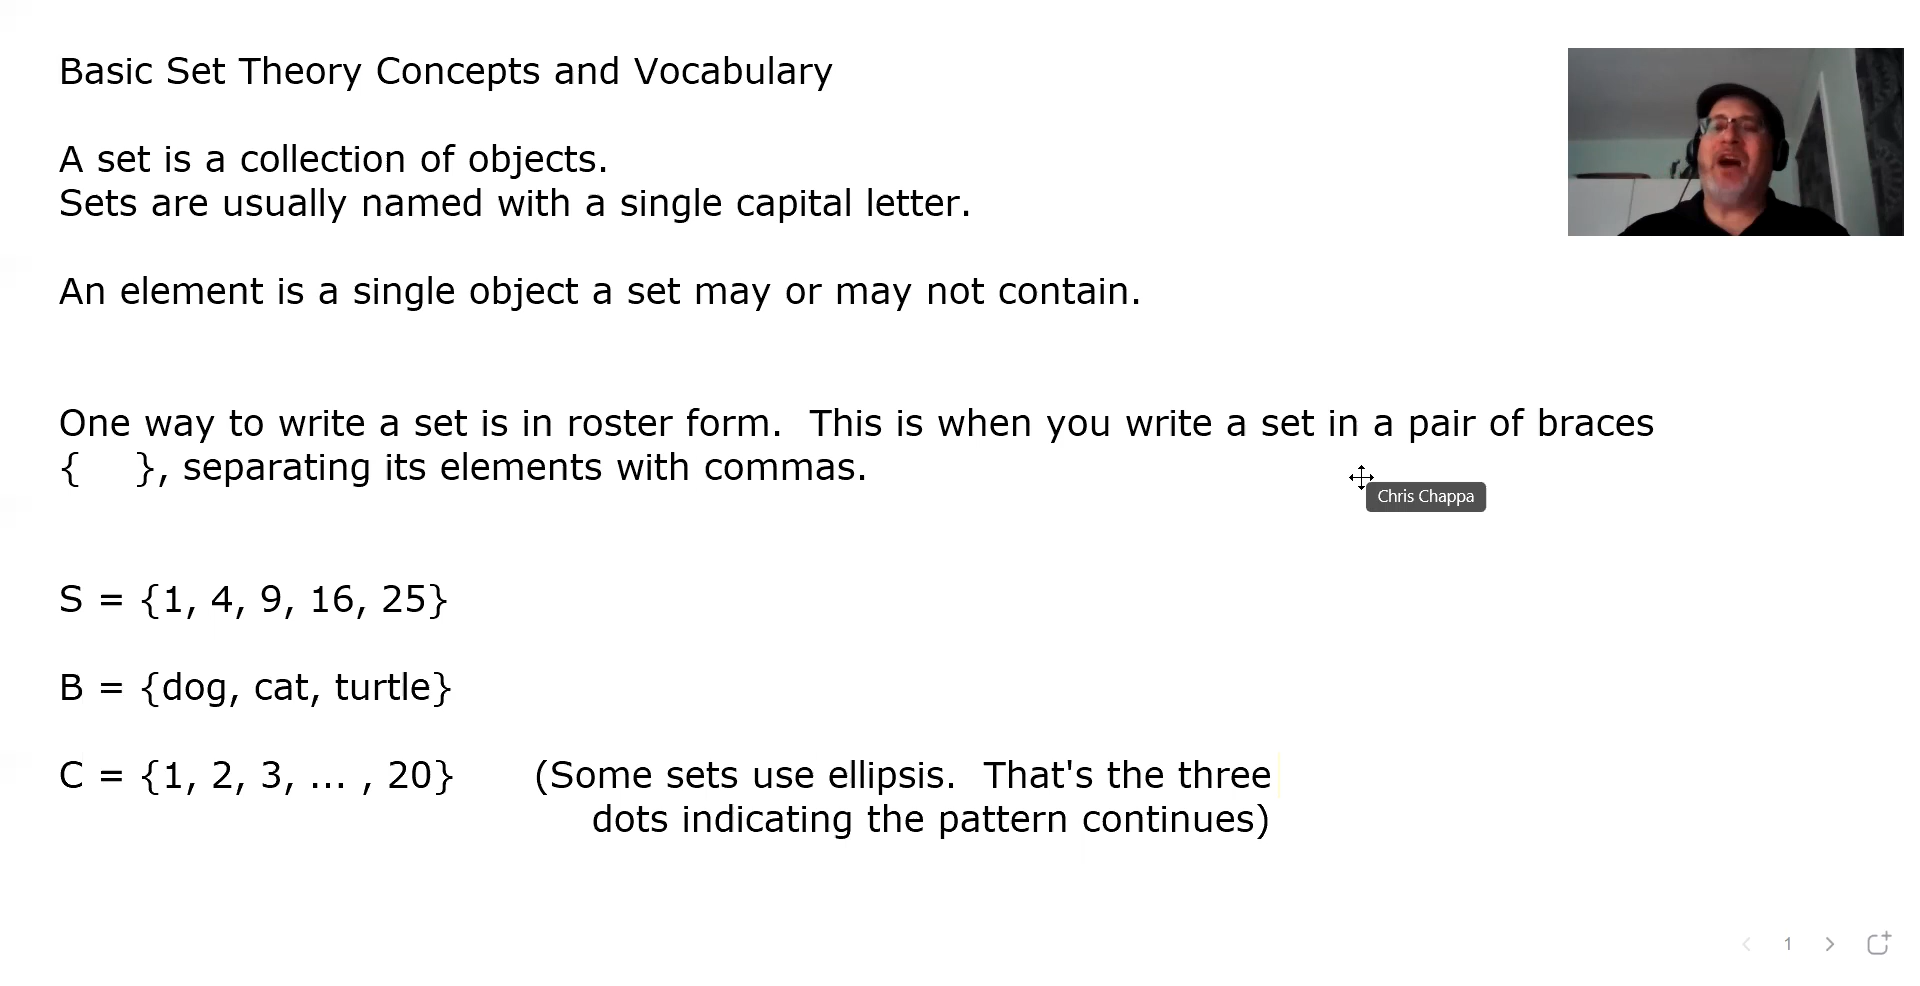 Basic Set Theory Concepts and Vocabulary
A set is a collection of objects.
Sets are usually named with a single capital letter.
An element is a single object a set may or may not contain.
One way to write a set is in roster form.  This is when you write a set in a pair of braces
{   }, separating its elements with commas.
Chris Chappa
S = {1, 4, 9, 16, 25}
B = {dog, cat, turtle}
C = {1, 2, 3, ... , 20}    (Some sets use ellipsis.  That's the three
dots indicating the pattern continues)
1